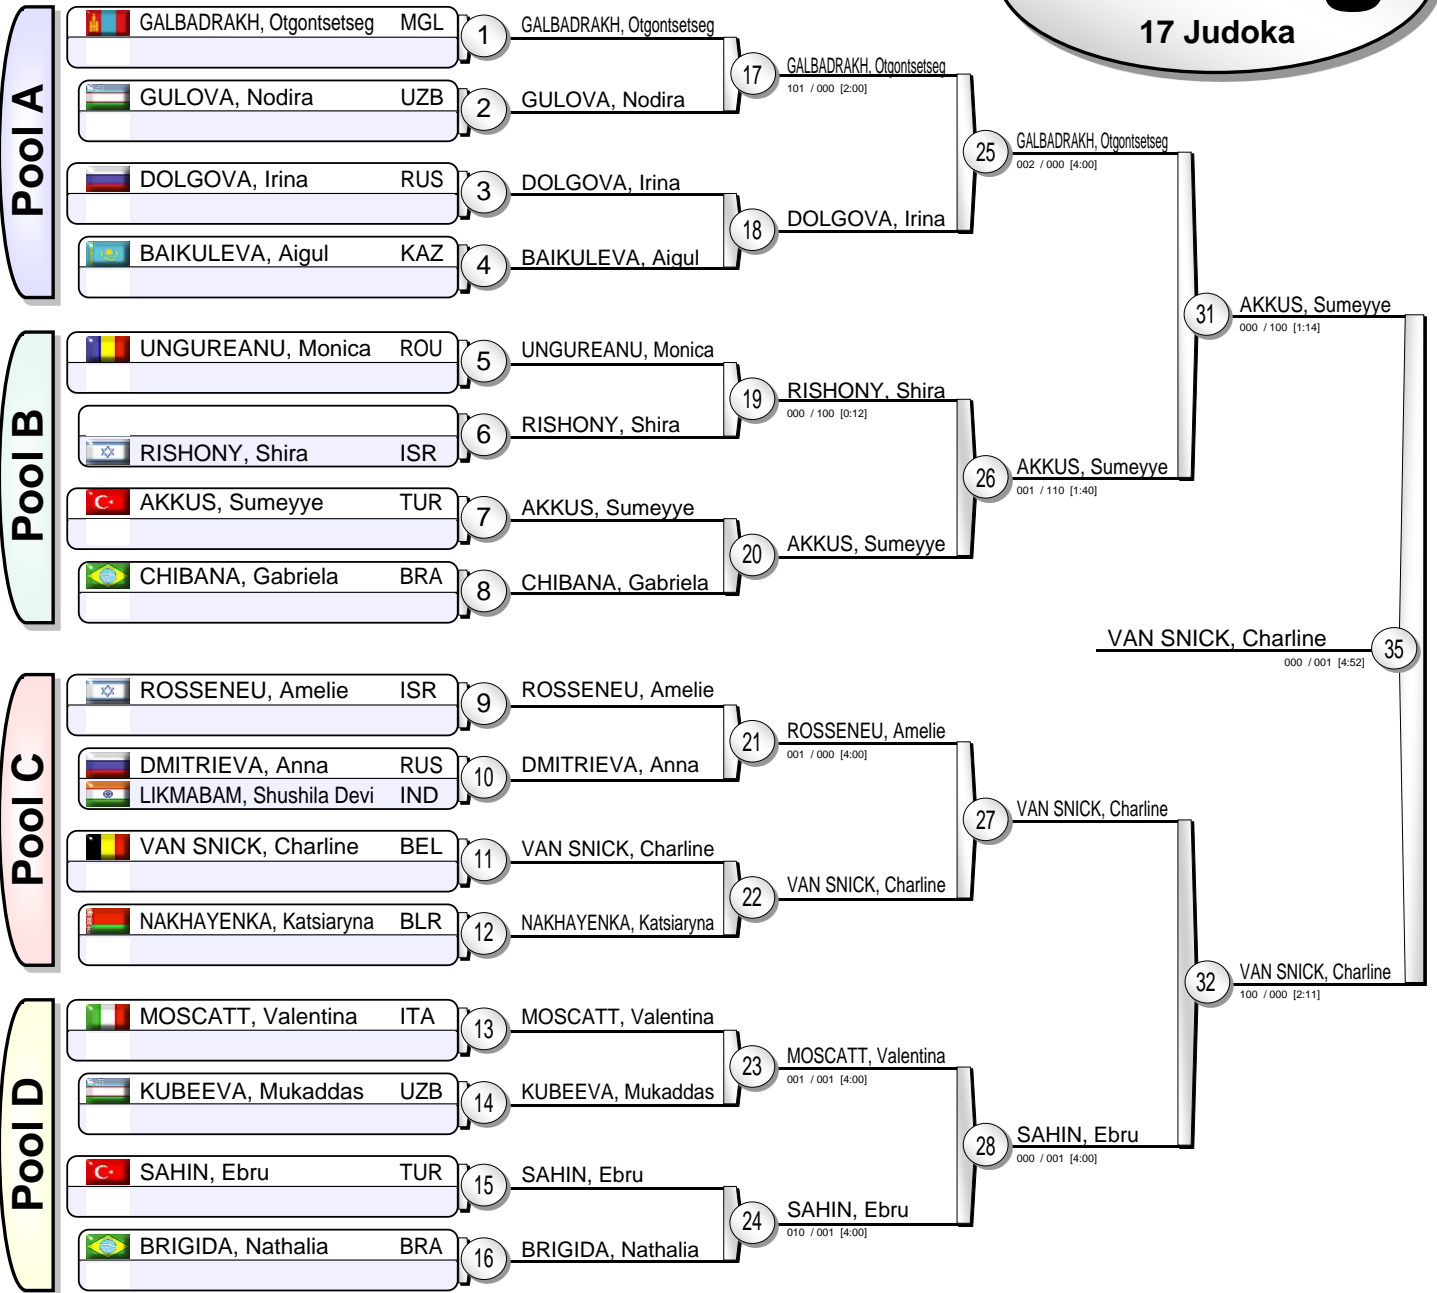 17 Judoka
Pool A
GALBADRAKH, Otgontsetseg MGL
1
GALBADRAKH, Otgontsetseg
GULOVA, Nodira UZB
2
GULOVA, Nodira
17
GALBADRAKH, Otgontsetseg
101 / 000 [2:00]
DOLGOVA, Irina RUS
3
DOLGOVA, Irina
BAIKULEVA, Aigul KAZ
4
BAIKULEVA, Aigul
18
DOLGOVA, Irina
25
GALBADRAKH, Otgontsetseg
002 / 000 [4:00]
Pool B
UNGUREANU, Monica ROU
5
UNGUREANU, Monica
RISHONY, Shira ISR
6
RISHONY, Shira
19
RISHONY, Shira
000 / 100 [0:12]
AKKUS, Sumeyye TUR
7
AKKUS, Sumeyye
CHIBANA, Gabriela BRA
8
CHIBANA, Gabriela
20
AKKUS, Sumeyye
26
AKKUS, Sumeyye
001 / 110 [1:40]
31
AKKUS, Sumeyye
000 / 100 [1:14]
VAN SNICK, Charline
35
000 / 001 [4:52]
Pool C
ROSSENEU, Amelie ISR
9
ROSSENEU, Amelie
DMITRIEVA, Anna RUS
LIKMABAM, Shushila Devi IND
10
DMITRIEVA, Anna
21
ROSSENEU, Amelie
001 / 000 [4:00]
VAN SNICK, Charline BEL
11
VAN SNICK, Charline
NAKHAYENKA, Katsiaryna BLR
12
NAKHAYENKA, Katsiaryna
22
VAN SNICK, Charline
27
VAN SNICK, Charline
Pool D
MOSCATT, Valentina ITA
13
MOSCATT, Valentina
KUBEEVA, Mukaddas UZB
14
KUBEEVA, Mukaddas
23
MOSCATT, Valentina
001 / 001 [4:00]
SAHIN, Ebru TUR
15
SAHIN, Ebru
BRIGIDA, Nathalia BRA
16
BRIGIDA, Nathalia
24
SAHIN, Ebru
010 / 001 [4:00]
28
SAHIN, Ebru
000 / 001 [4:00]
32
VAN SNICK, Charline
100 / 000 [2:11]